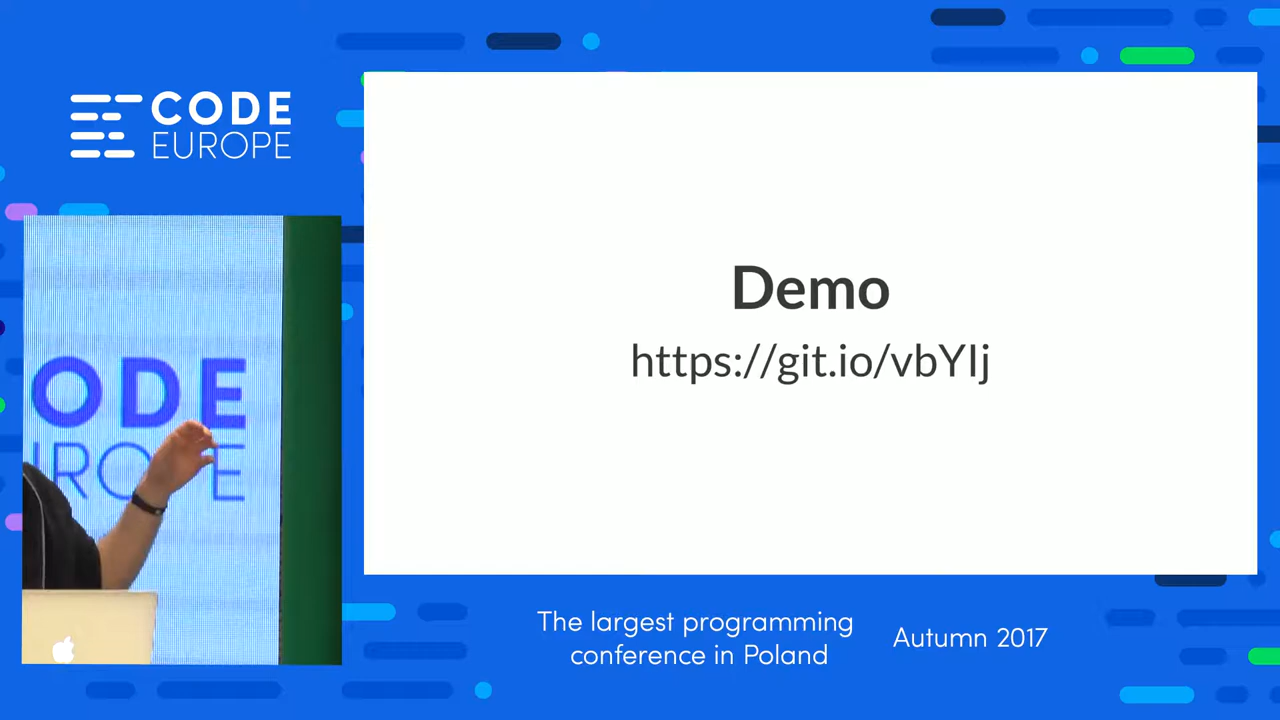 CODE
EUROPE
Demo
https://git.io/vbYIj
ODE
The largest programming
conference in Poland
Autumn 2017